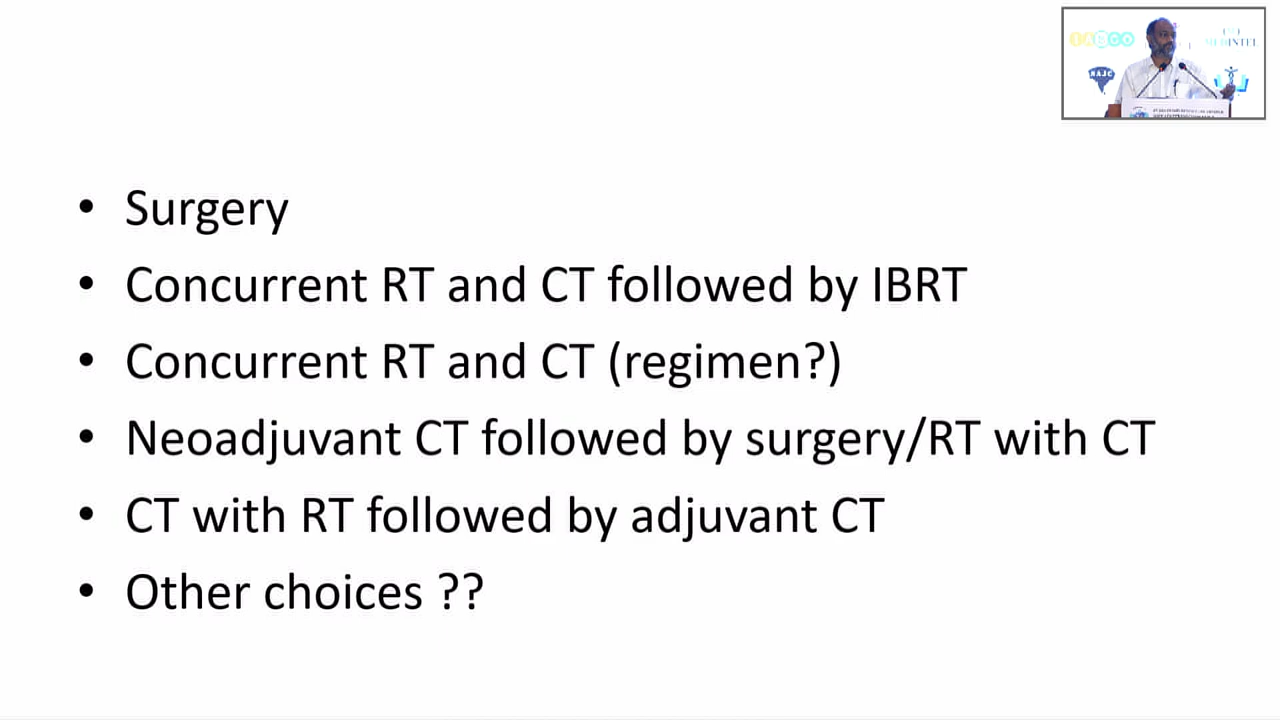 • Surgery
• Concurrent RT and CT followed by IBRT
• Concurrent RT and CT (regimen?)
• Neoadjuvant CT followed by surgery/RT with CT
• CT with RT followed by adjuvant CT
• Other choices ??
NAJC